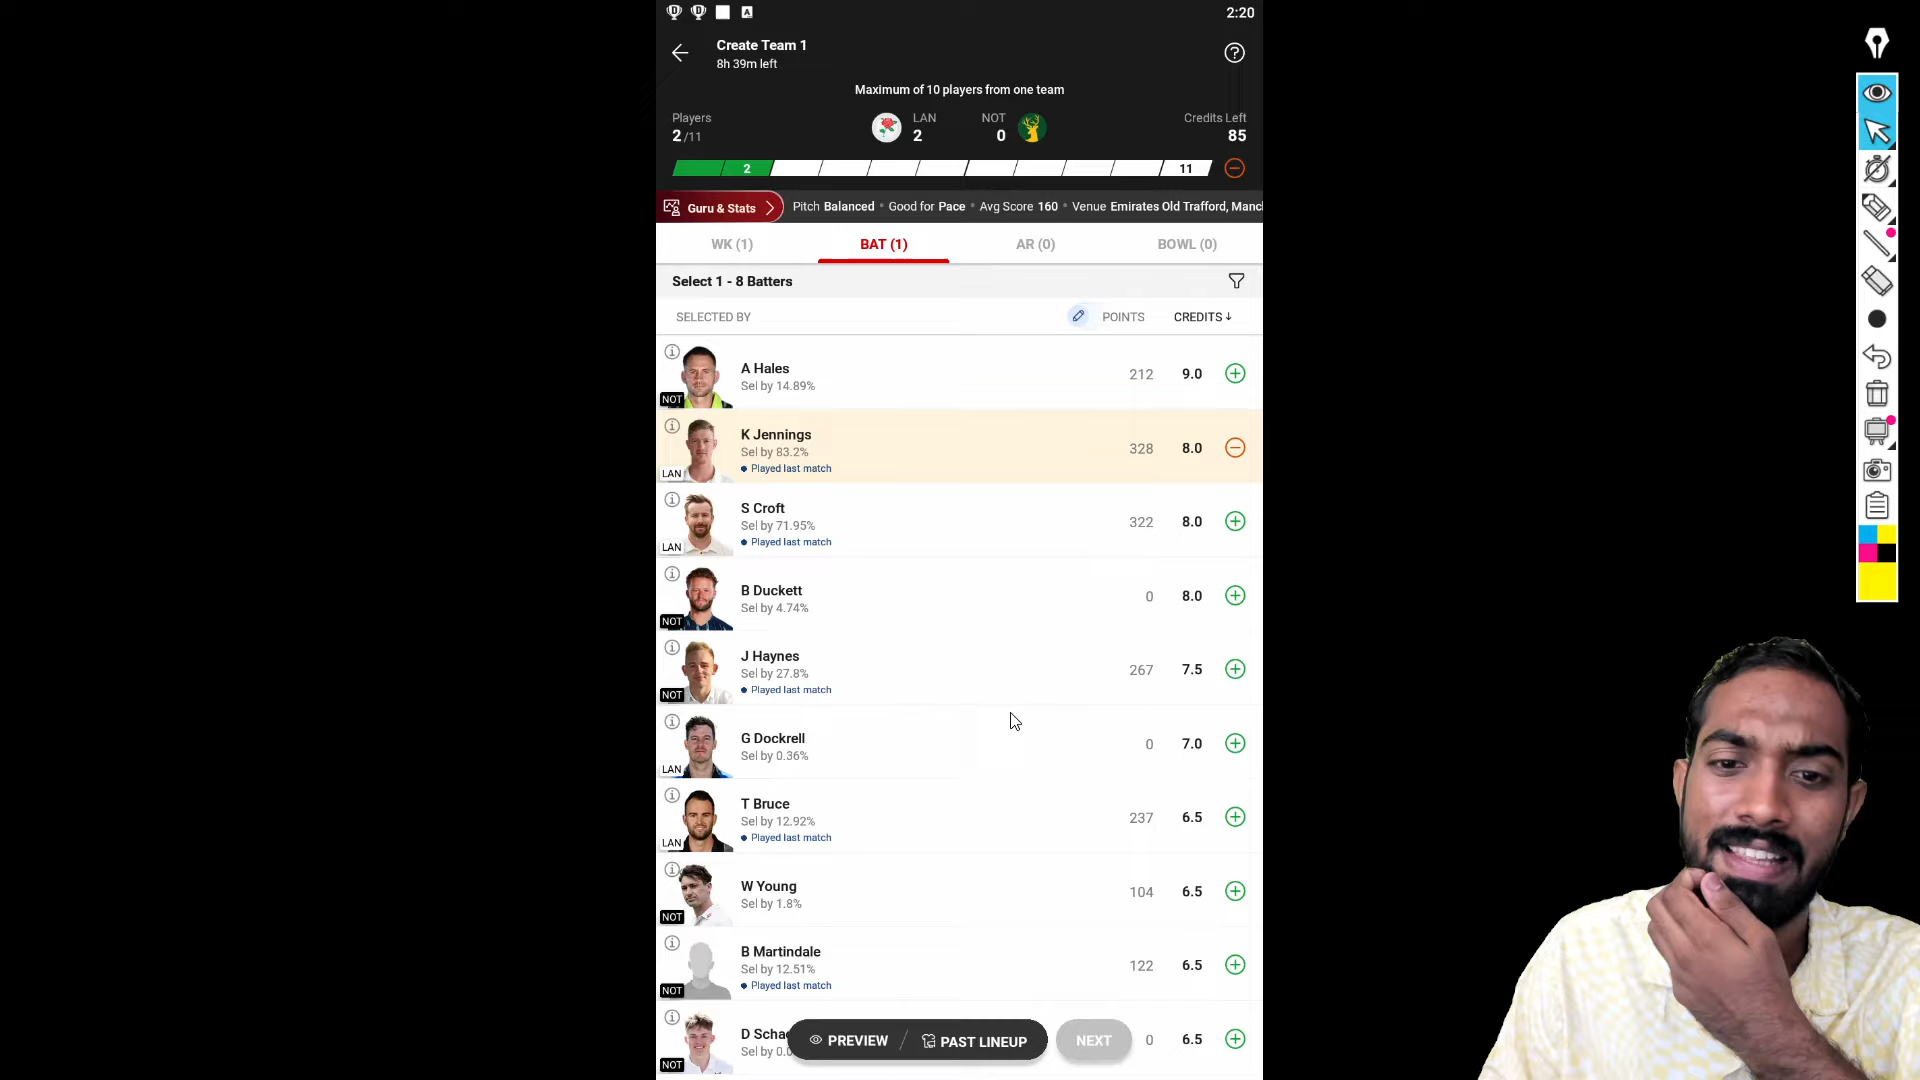 2:20
Create Team 1
8h 39m left
Maximum of 10 players from one team
Players
2 /11
LAN
2
NOT
0
Credits Left
85
2
11
Guru & Stats
Pitch Balanced • Good for Pace • Avg Score 160 • Venue Emirates Old Trafford, Manc
WK (1)
BAT (1)
AR (0)
BOWL (0)
Select 1 - 8 Batters
SELECTED BY
POINTS
CREDITS↓
A Hales
Sel by 14.89%
NOT
212
9.0
K Jennings
Sel by 83.2%
Played last match
LAN
328
8.0
S Croft
Sel by 71.95%
Played last match
LAN
322
8.0
B Duckett
Sel by 4.74%
NOT
0
8.0
J Haynes
Sel by 27.8%
Played last match
NOT
267
7.5
G Dockrell
Sel by 0.36%
LAN
0
7.0
T Bruce
Sel by 12.92%
Played last match
LAN
237
6.5
W Young
Sel by 1.8%
NOT
104
6.5
B Martindale
Sel by 12.51%
Played last match
NOT
122
6.5
D Scha
Sel by 0.0
NOT
0
6.5
PREVIEW
PAST LINEUP
NEXT